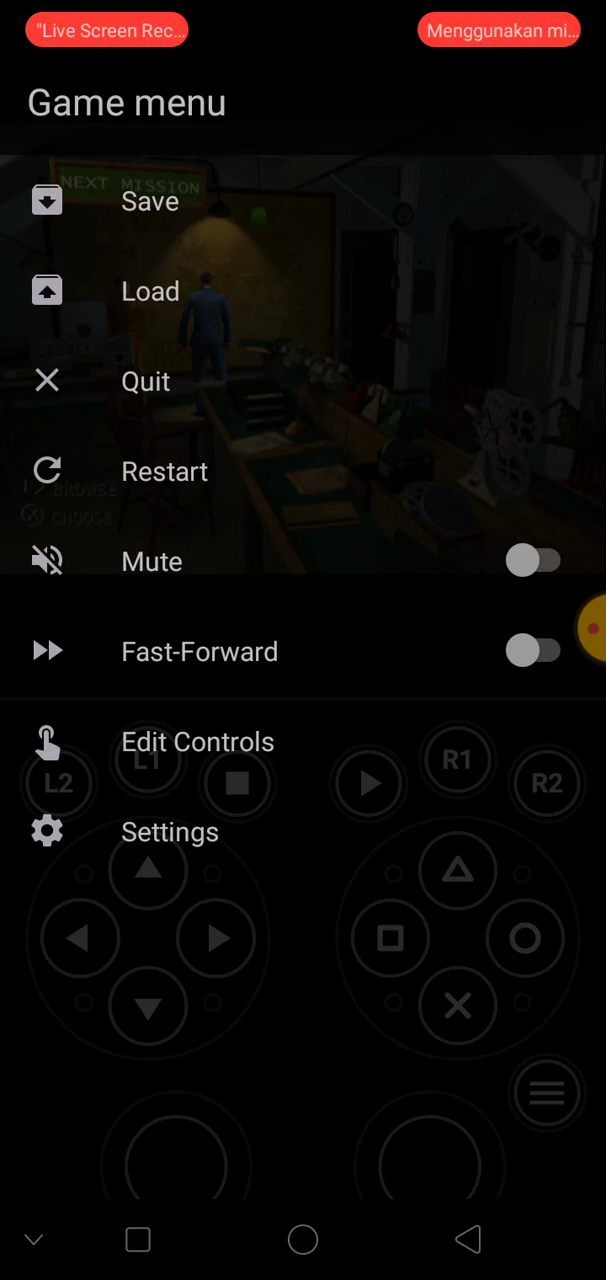 "Live Screen Rec...
Menggunakan mi...
Game menu
NEXT MISSION
Save
Load
Quit
Restart
BROWSE
CHOOSE
Mute
Fast-Forward
Edit Controls
L2
L1
R1
R2
Settings